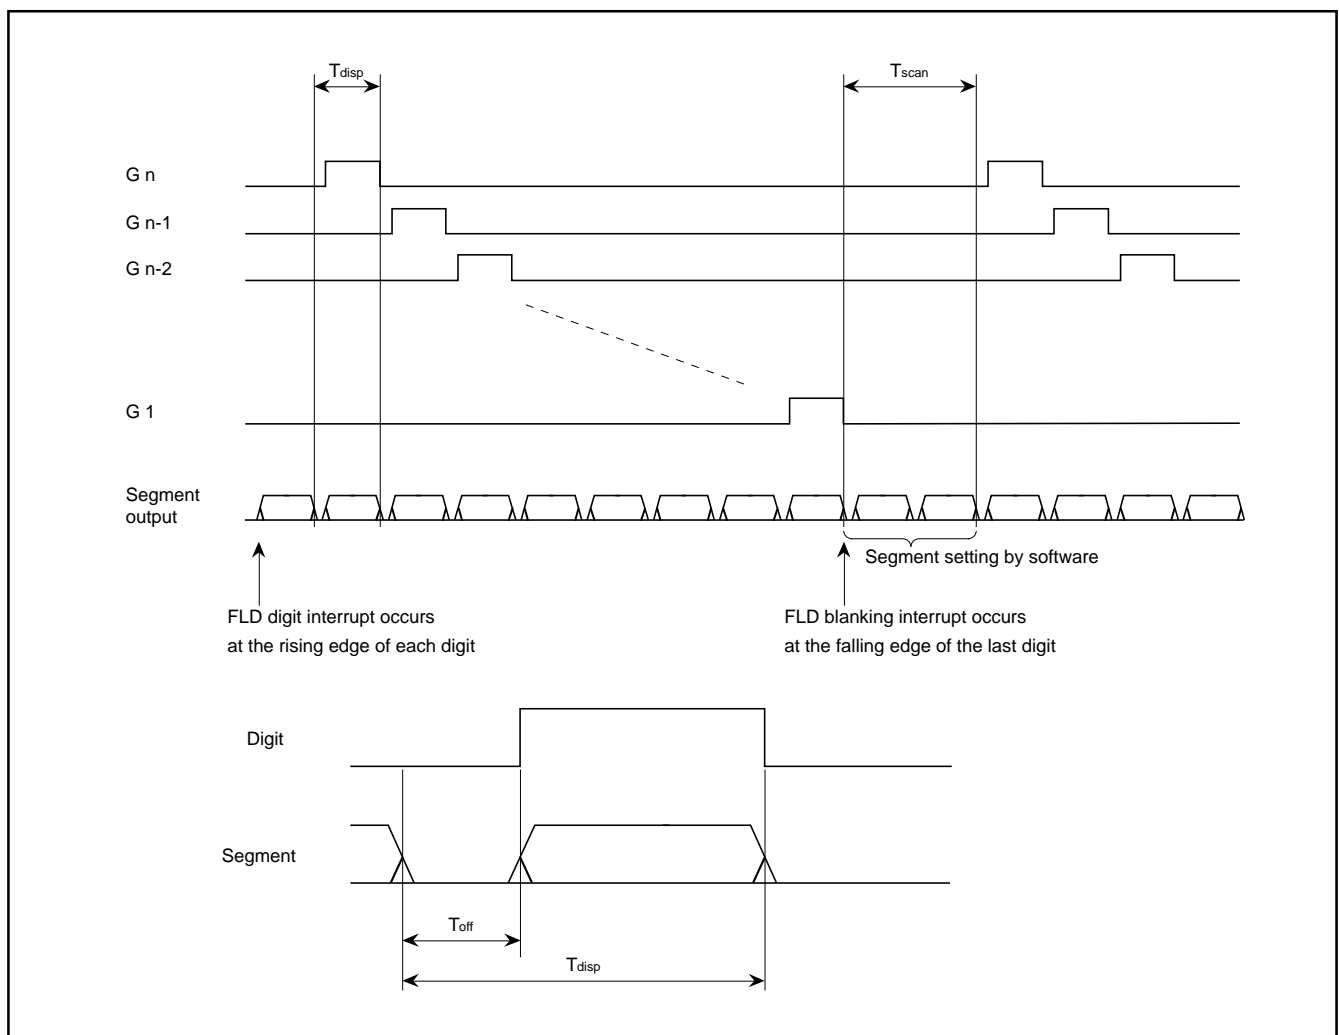 Tdisp
Tscan
G n
G n-1
G n-2
G 1
Segment
output
Segment setting by software
FLD digit interrupt occurs
at the rising edge of each digit
FLD blanking interrupt occurs
at the falling edge of the last digit
Digit
Segment
Toff
Tdisp